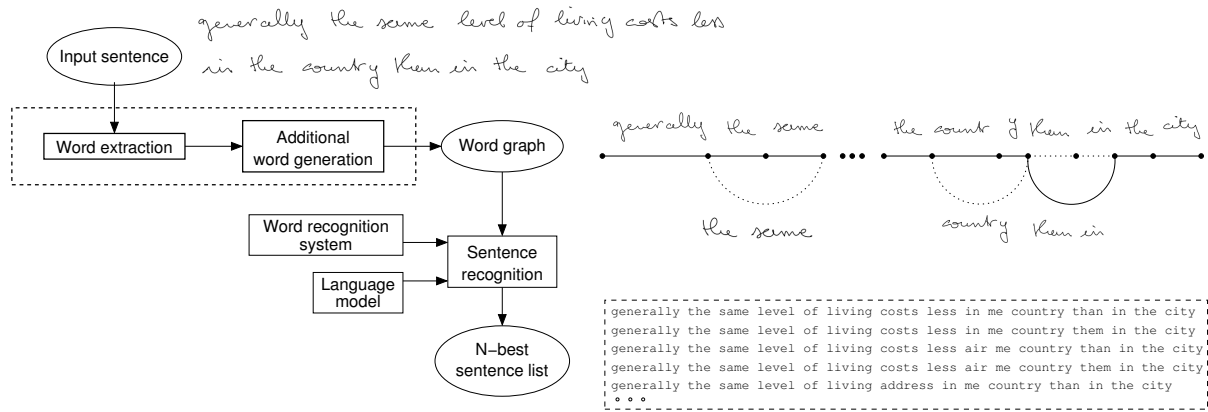 generally the same level of living costs less
in the country than in the city
Input sentence
Word extraction
Additional
word generation
Word graph
Word recognition
system
Language
model
Sentence
recognition
N−best
sentence list
generally the same
the countr y than in the city
the same
country than in
generally the same level of living costs less in me country than in the city
generally the same level of living costs less in me country them in the city
generally the same level of living costs less air me country than in the city
generally the same level of living costs less air me country them in the city
generally the same level of living address in me country than in the city